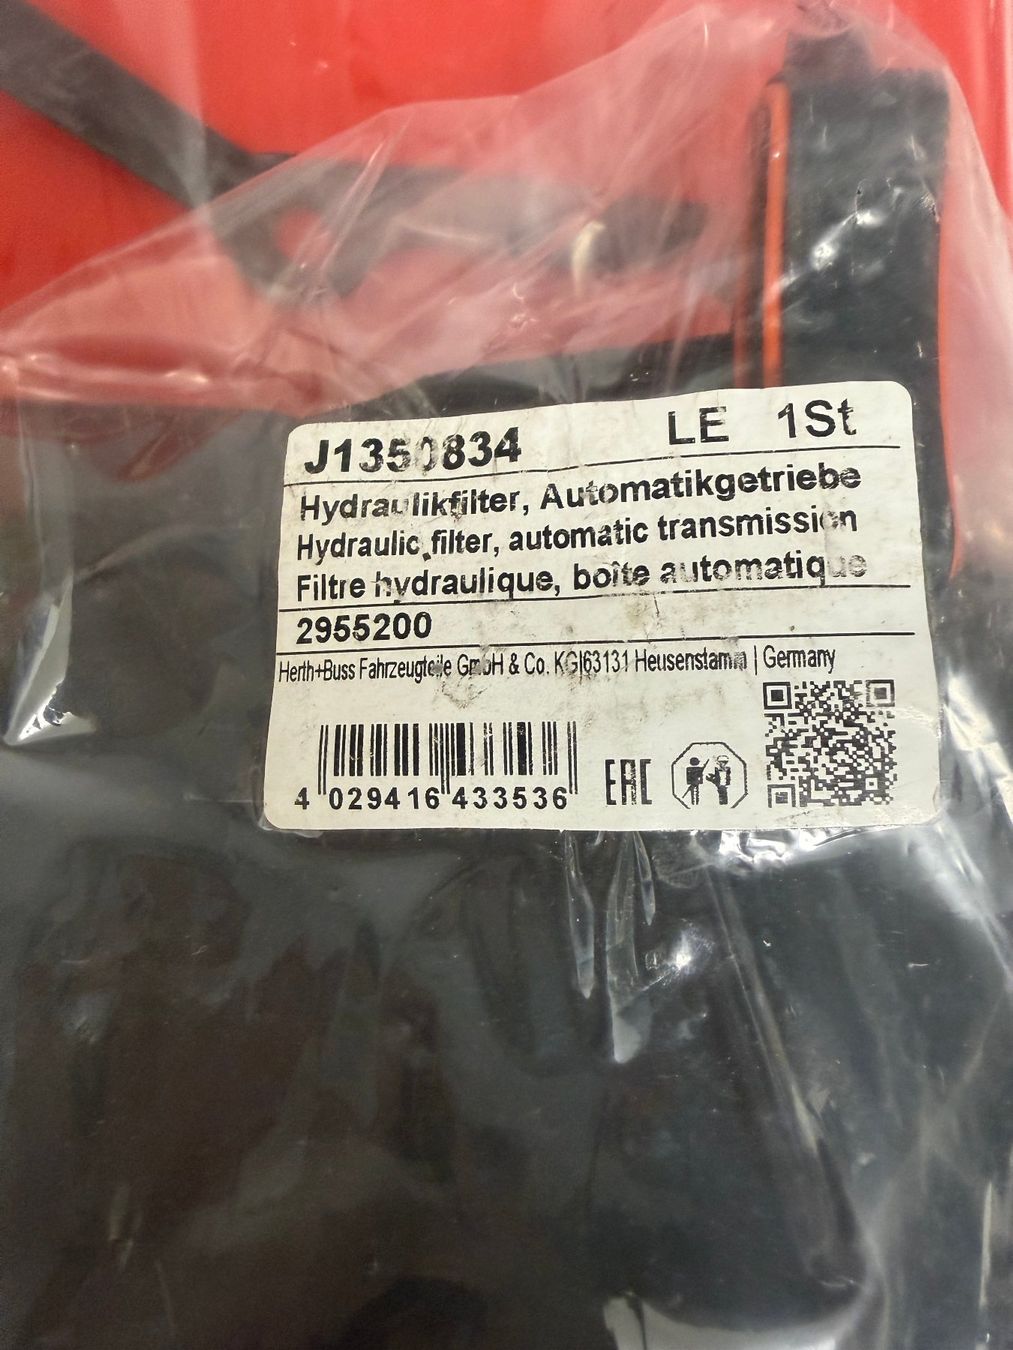 J1350834 LE 1St
Hydraulikfilter, Automatikgetriebe
Hydraulic filter, automatic transmission
Filtre hydraulique, boîte automatique
2955200
Herth+Buss Fahrzeugteile GmbH & Co. KG|63131 Heusenstamm | Germany
EAC
4 029416 433536